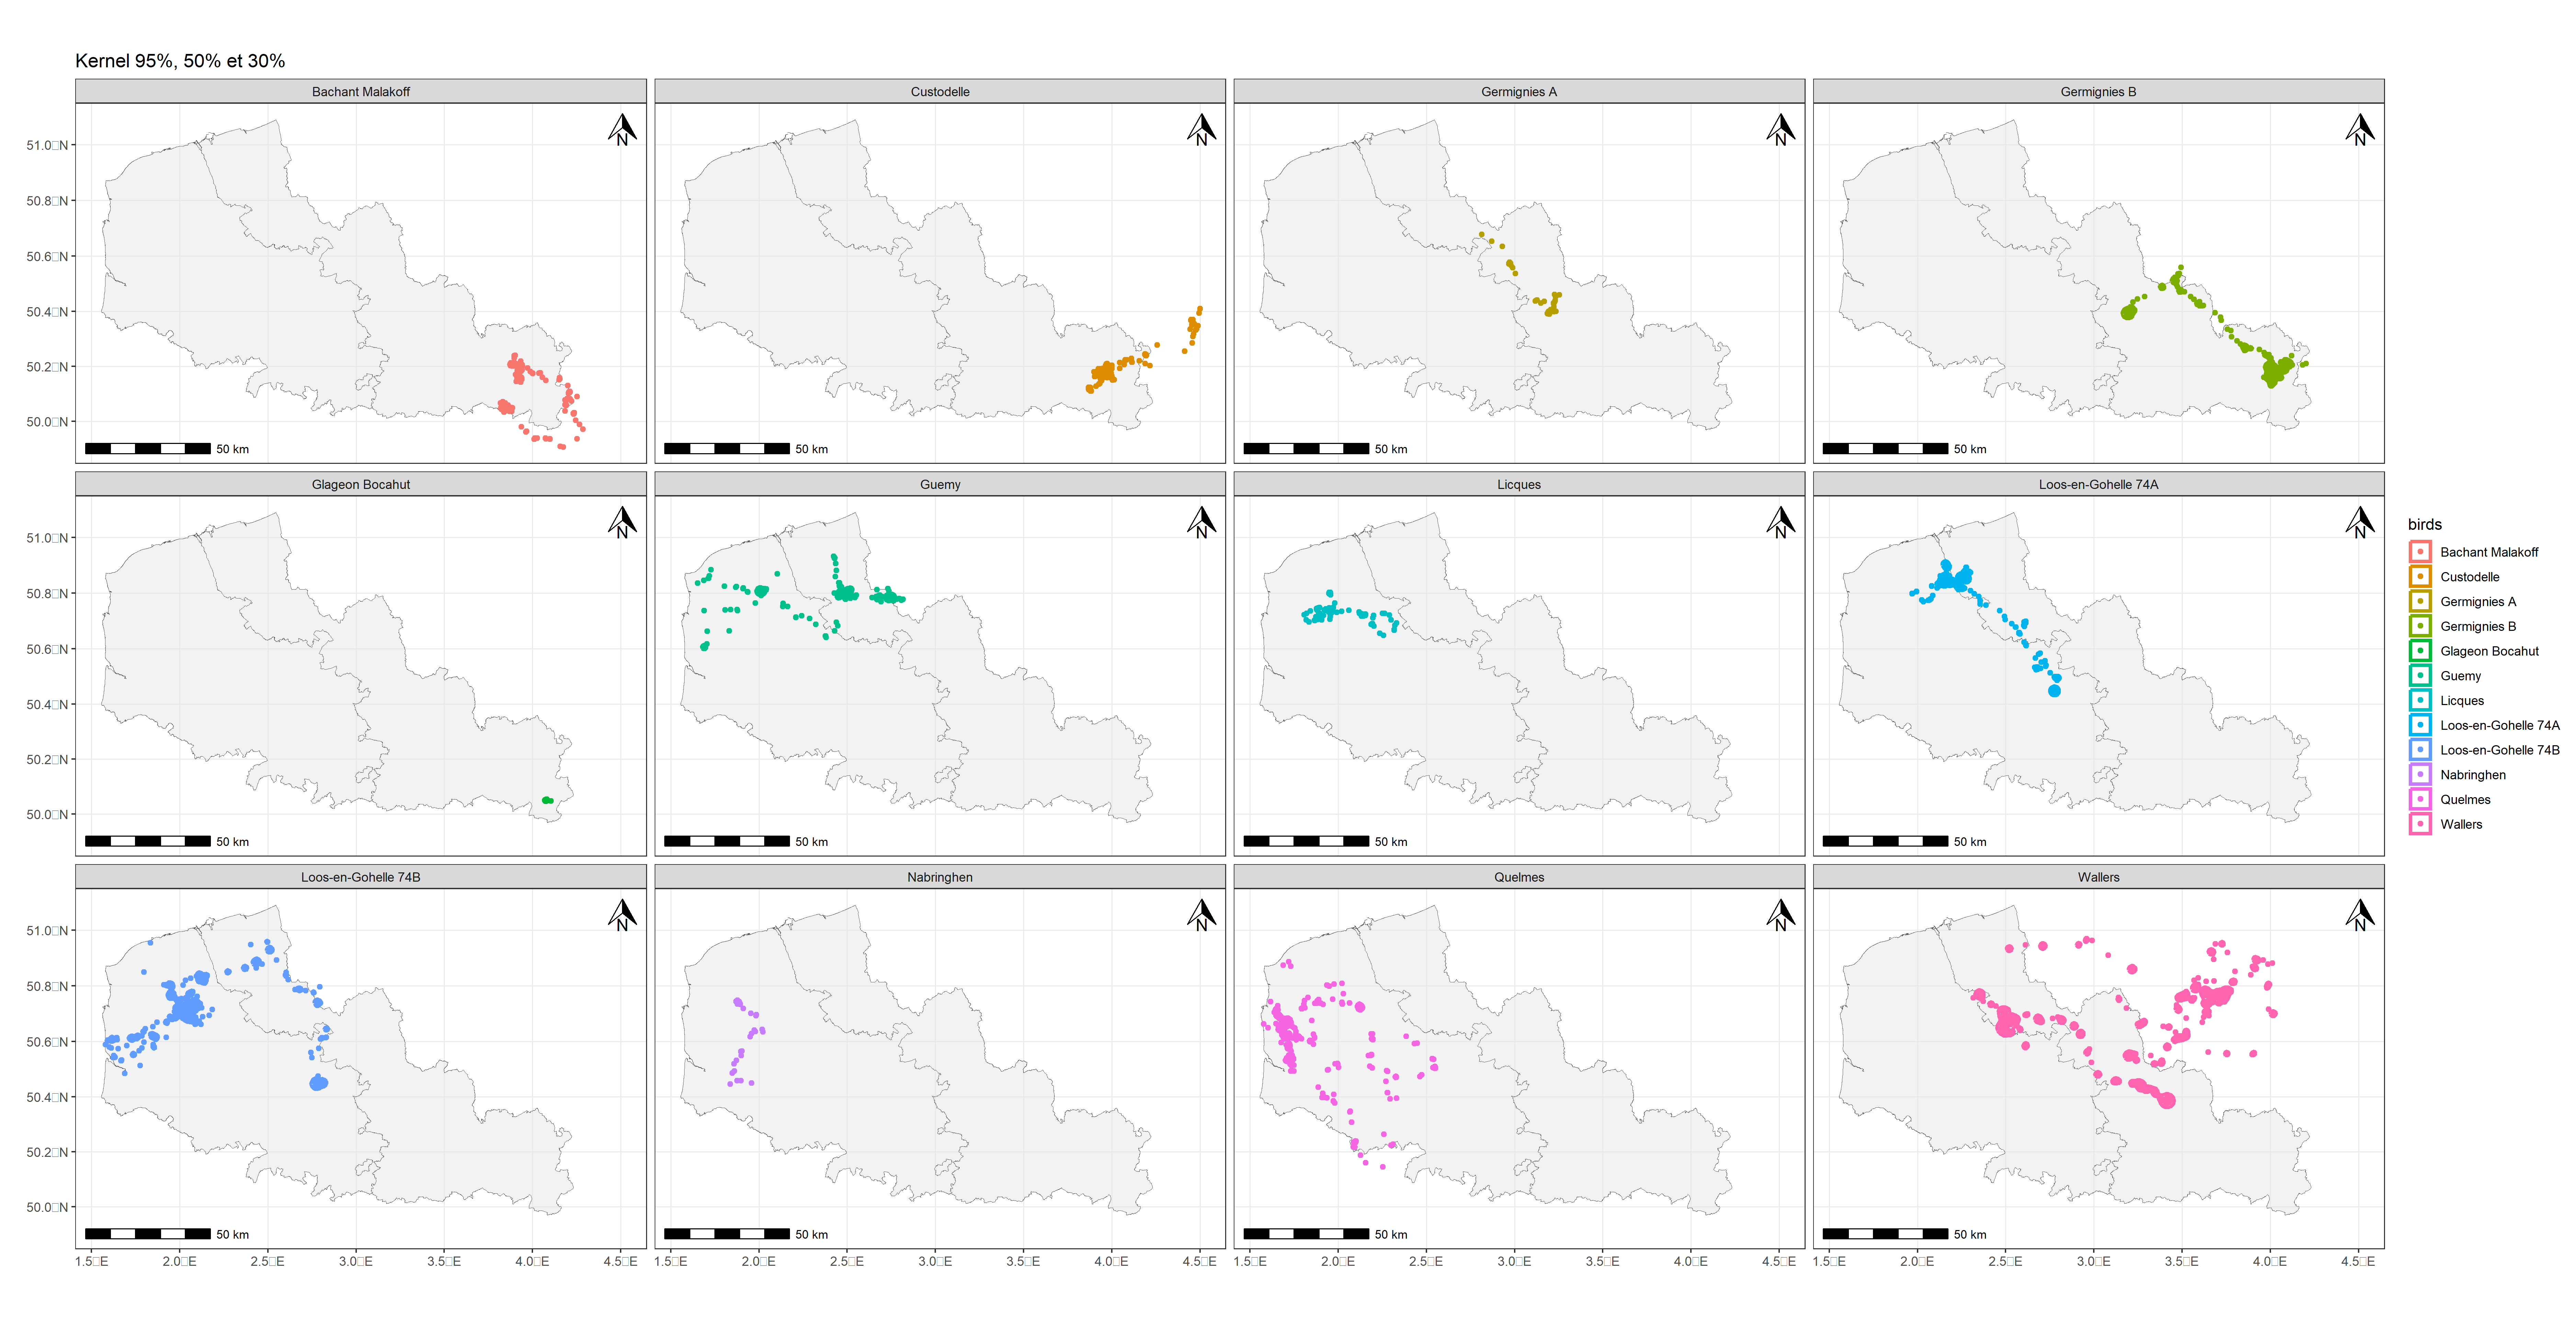 Kernel 95%, 50% et 30%
Bachant Malakoff
Custodelle
Germignies A
Germignies B
N
N
N
N
51.0□N
50.8□N
50.6□N
50.4□N
50.2□N
50.0□N
50 km
50 km
50 km
50 km
Glageon Bocahut
Guemy
Licques
Loos-en-Gohelle 74A
N
N
N
N
51.0□N
50.8□N
50.6□N
50.4□N
50.2□N
50.0□N
50 km
50 km
50 km
50 km
Loos-en-Gohelle 74B
Nabringhen
Quelmes
Wallers
N
N
N
N
51.0□N
50.8□N
50.6□N
50.4□N
50.2□N
50.0□N
50 km
50 km
50 km
50 km
1.5□E 2.0□E 2.5□E 3.0□E 3.5□E 4.0□E 4.5□E
1.5□E 2.0□E 2.5□E 3.0□E 3.5□E 4.0□E 4.5□E
1.5□E 2.0□E 2.5□E 3.0□E 3.5□E 4.0□E 4.5□E
1.5□E 2.0□E 2.5□E 3.0□E 3.5□E 4.0□E 4.5□E
birds
Bachant Malakoff
Custodelle
Germignies A
Germignies B
Glageon Bocahut
Guemy
Licques
Loos-en-Gohelle 74A
Loos-en-Gohelle 74B
Nabringhen
Quelmes
Wallers